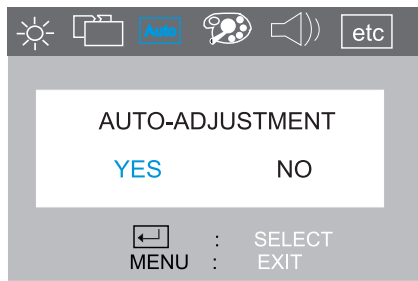 Auto etc
AUTO-ADJUSTMENT
YES NO
: SELECT
MENU : EXIT